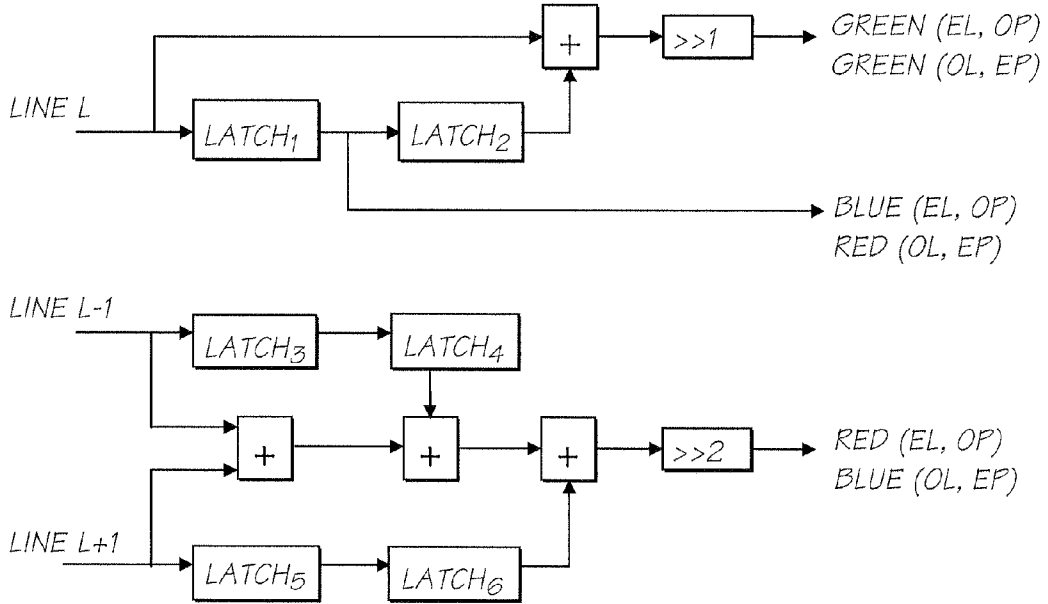 GREEN (EL, OP)
GREEN (OL, EP)
+
>>1
LINE L
LATCH1
LATCH2
BLUE (EL, OP)
RED (OL, EP)
LINE L-1
LATCH3
LATCH4
+
+
+
>>2
RED (EL, OP)
BLUE (OL, EP)
LINE L+1
LATCH5
LATCH6